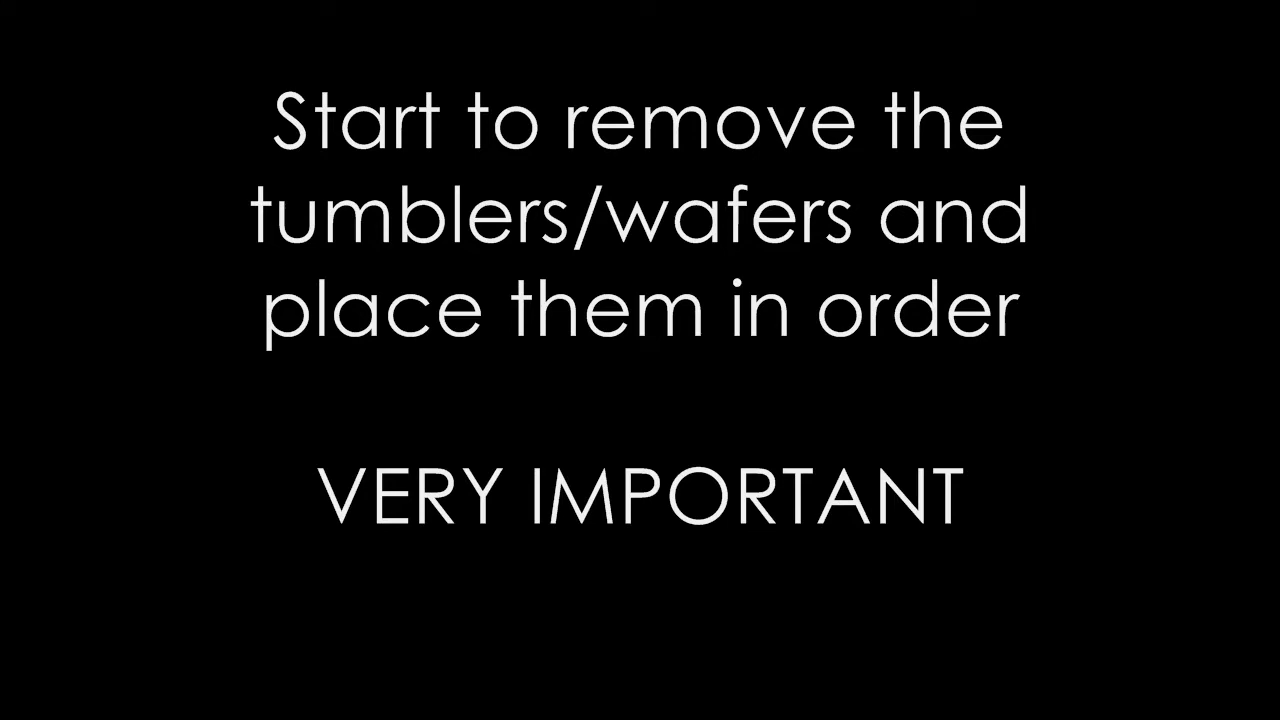 Start to remove the
tumblers/wafers and
place them in order
VERY IMPORTANT